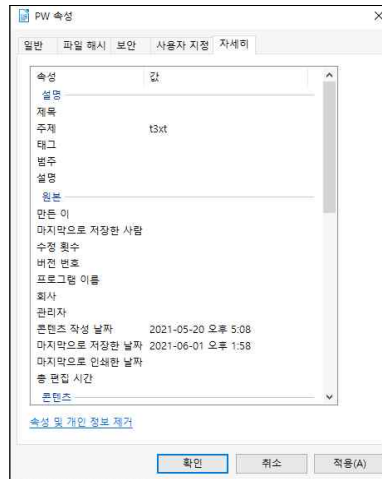 PW 속성
일반 파일 해시 보안 사용자 지정 자세히
속성 값
설명
제목
주제 t3xt
태그
범주
설명
원본
만든 이
마지막으로 저장한 사람
수정 횟수
버전 번호
프로그램 이름
회사
관리자
콘텐츠 작성 날짜 2021-05-20 오후 5:08
마지막으로 저장한 날짜 2021-06-01 오후 1:58
마지막으로 인쇄한 날짜
총 편집 시간
콘텐츠
속성 및 개인 정보 제거
확인 취소 적용(A)